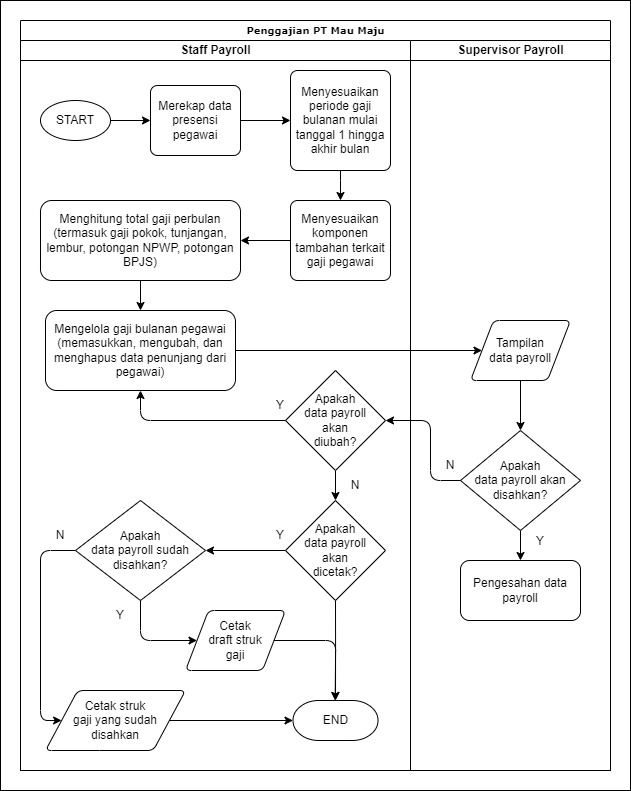 Penggajian PT Mau Maju
Staff Payroll
Supervisor Payroll
START
Merekap data
presensi
pegawai
Menyesuaikan
periode gaji
bulanan mulai
tanggal 1 hingga
akhir bulan
Menghitung total gaji perbulan
(termasuk gaji pokok, tunjangan,
lembur, potongan NPWP, potongan
BPJS)
Menyesuaikan
komponen
tambahan terkait
gaji pegawai
Mengelola gaji bulanan pegawai
(memasukkan, mengubah, dan
menghapus data penunjang dari
pegawai)
Tampilan
data payroll
Y
Apakah
data payroll
akan
diubah?
N
Apakah
data payroll akan
disahkan?
N
Y
N
Apakah
data payroll sudah
disahkan?
Y
Apakah
data payroll
akan
dicetak?
Pengesahan data
payroll
Y
Cetak
draft struk
gaji
Cetak struk
gaji yang sudah
disahkan
END